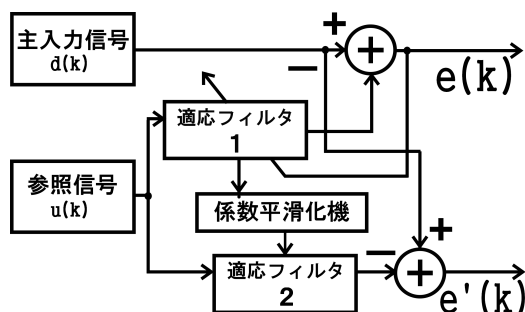 主入力信号
d(k)
+
+
−
e(k)
適応フィルタ
1
参照信号
u(k)
係数平滑化機
+
−
+
適応フィルタ
2
e'(k)